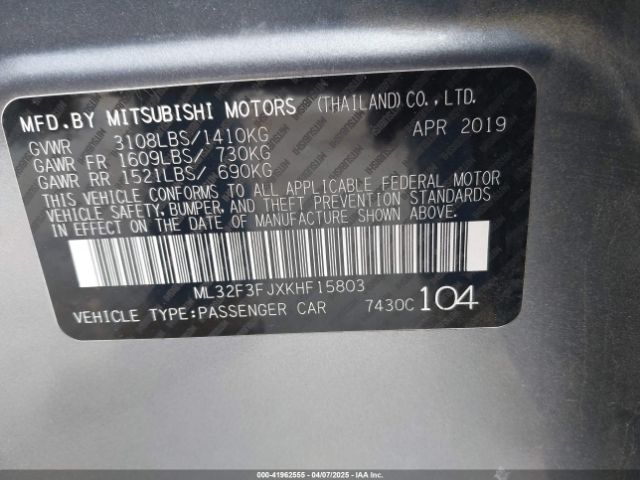 MFD.BY MITSUBISHI MOTORS (THAILAND)CO.,LTD.
APR 2019
GVWR 3108LBS/1410KG
GAWR FR 1609LBS/ 730KG
GAWR RR 1521LBS/ 690KG
THIS VEHICLE CONFORMS TO ALL APPLICABLE FEDERAL MOTOR
VEHICLE SAFETY,BUMPER,AND THEFT PREVENTION STANDARDS
IN EFFECT ON THE DATE OF MANUFACTURE SHOWN ABOVE.
ML32F3FJXKHF15803
VEHICLE TYPE:PASSENGER CAR 7430C 104
000-41962555 - 04/07/2025 - IAAI.COM